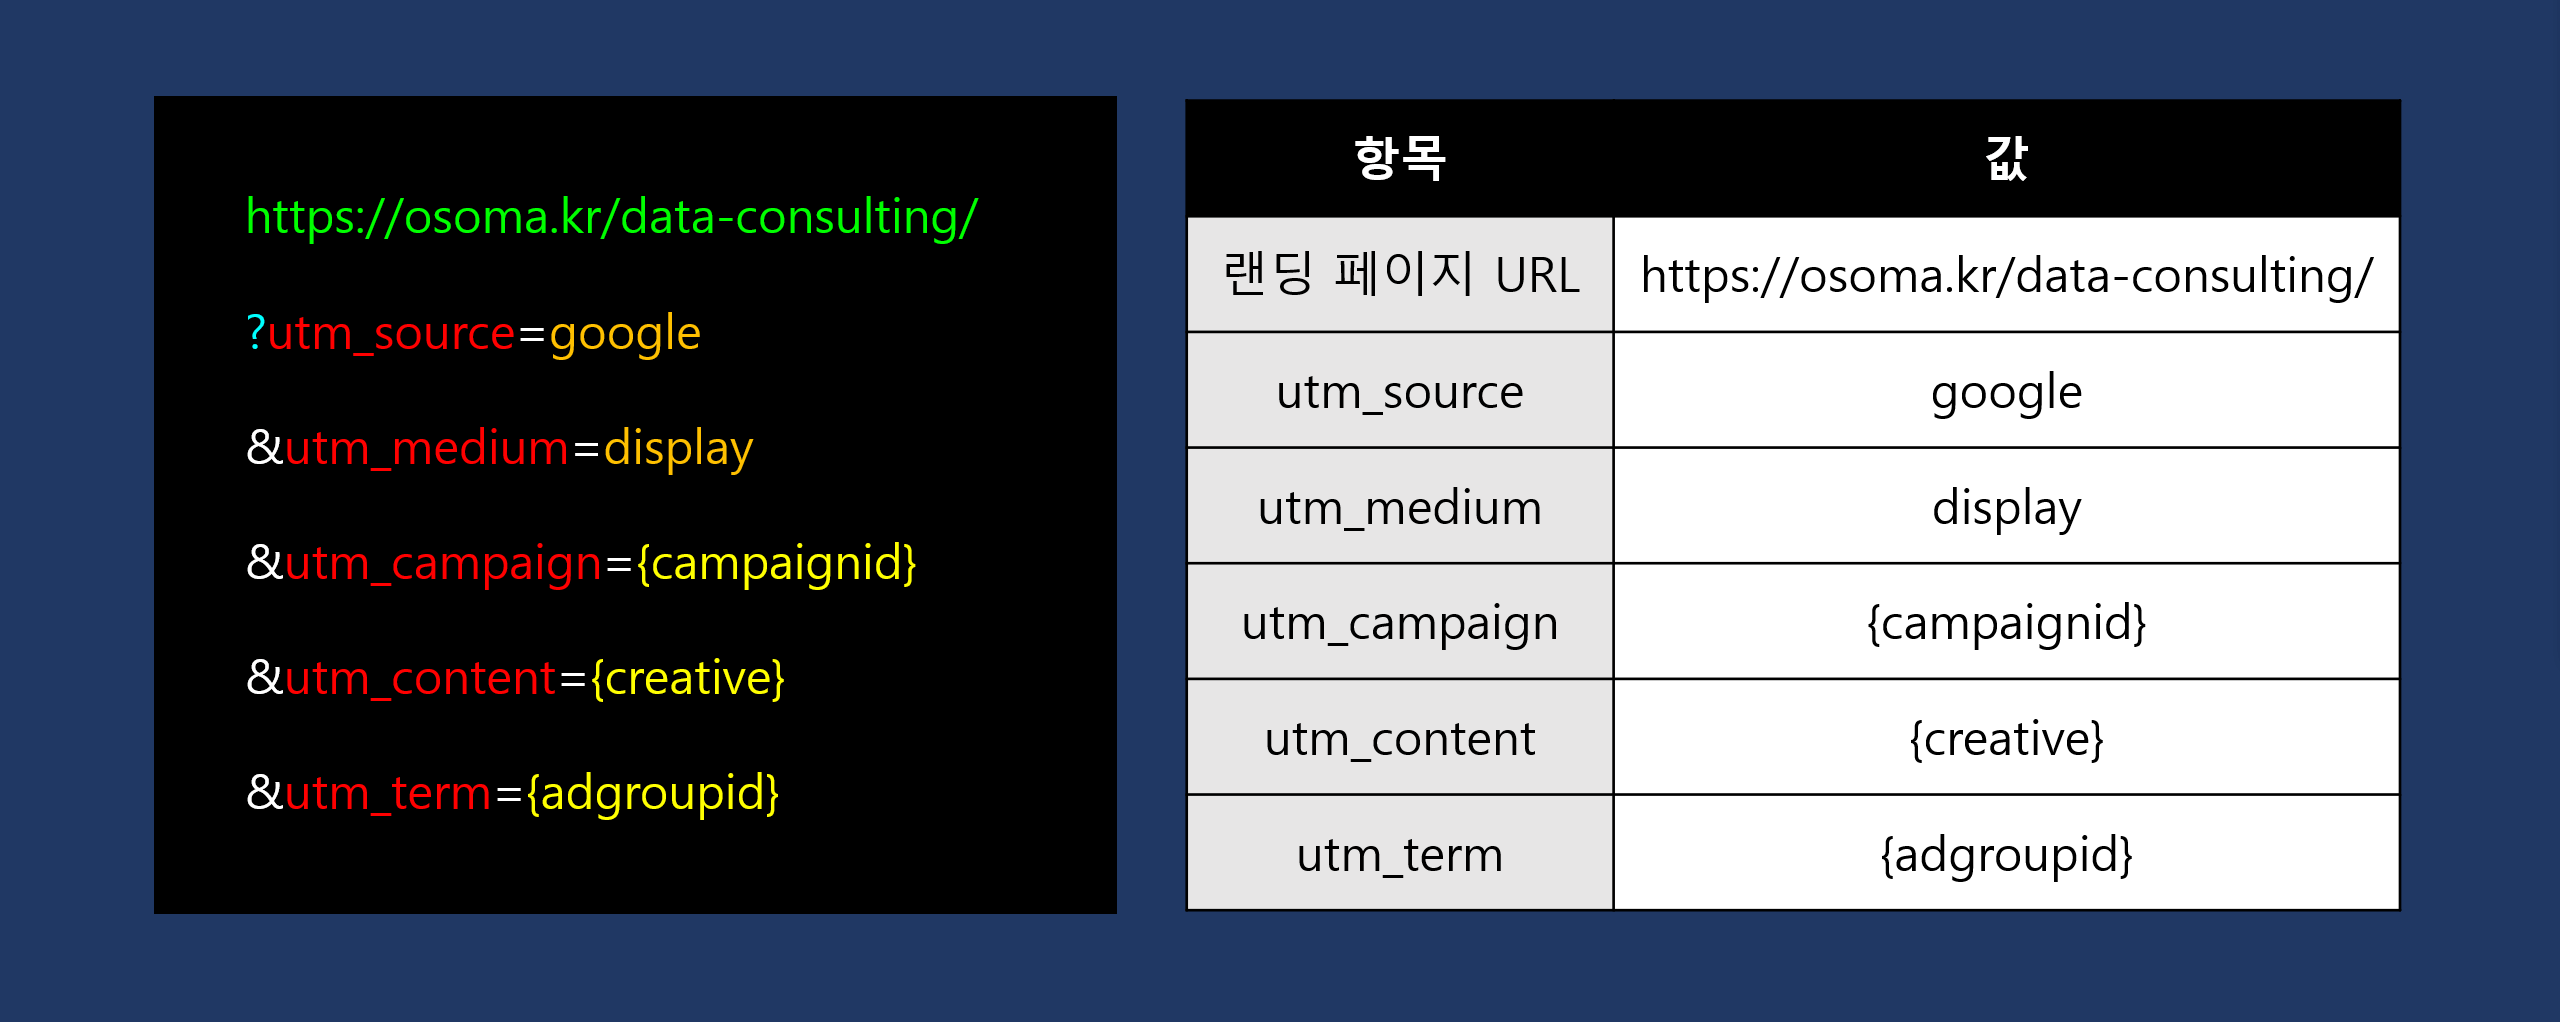 https://osoma.kr/data-consulting/
?utm_source=google
&utm_medium=display
&utm_campaign={campaignid}
&utm_content={creative}
&utm_term={adgroupid}
항목 값
랜딩 페이지 URL https://osoma.kr/data-consulting/
utm_source google
utm_medium display
utm_campaign {campaignid}
utm_content {creative}
utm_term {adgroupid}